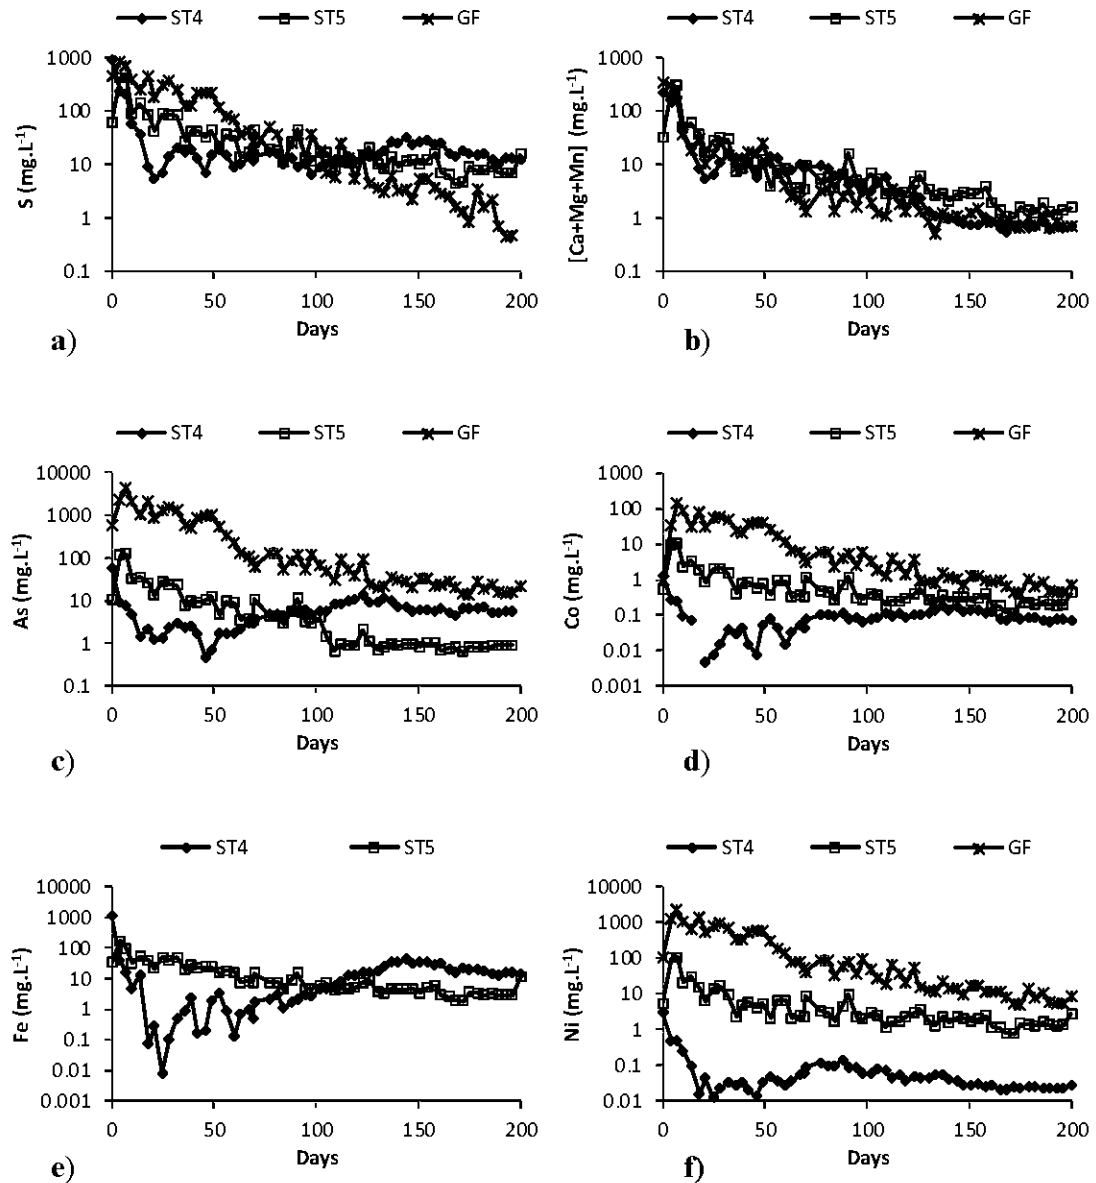 ST4 ST5 GF
ST4 ST5 GF
1000
100
10
1
0.1
S (mg.L-1)
0 50 100 150 200
Days
a)
1000
100
10
1
0.1
[Ca+Mg+Mn] (mg.L-1)
0 50 100 150 200
Days
b)
ST4 ST5 GF
ST4 ST5 GF
10000
1000
100
10
1
0.1
As (mg.L-1)
0 50 100 150 200
Days
c)
1000
100
10
1
0.1
0.01
0.001
Co (mg.L-1)
0 50 100 150 200
Days
d)
ST4 ST5
ST4 ST5 GF
10000
1000
100
10
1
0.1
0.01
0.001
Fe (mg.L-1)
0 50 100 150 200
Days
e)
10000
1000
100
10
1
0.1
0.01
Ni (mg.L-1)
0 50 100 150 200
Days
f)